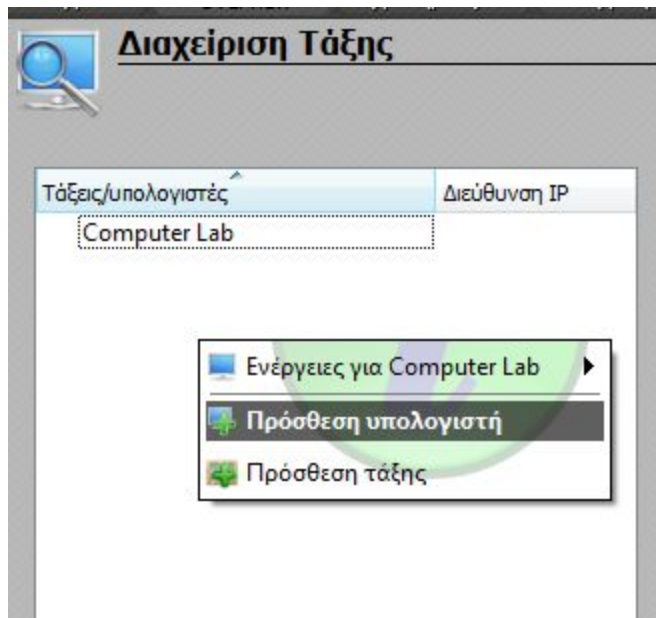 Διαχείριση Τάξης
Τάξεις/υπολογιστές Διεύθυνση IP
Computer Lab
Ενέργειες για Computer Lab
Πρόσθεση υπολογιστή
Πρόσθεση τάξης